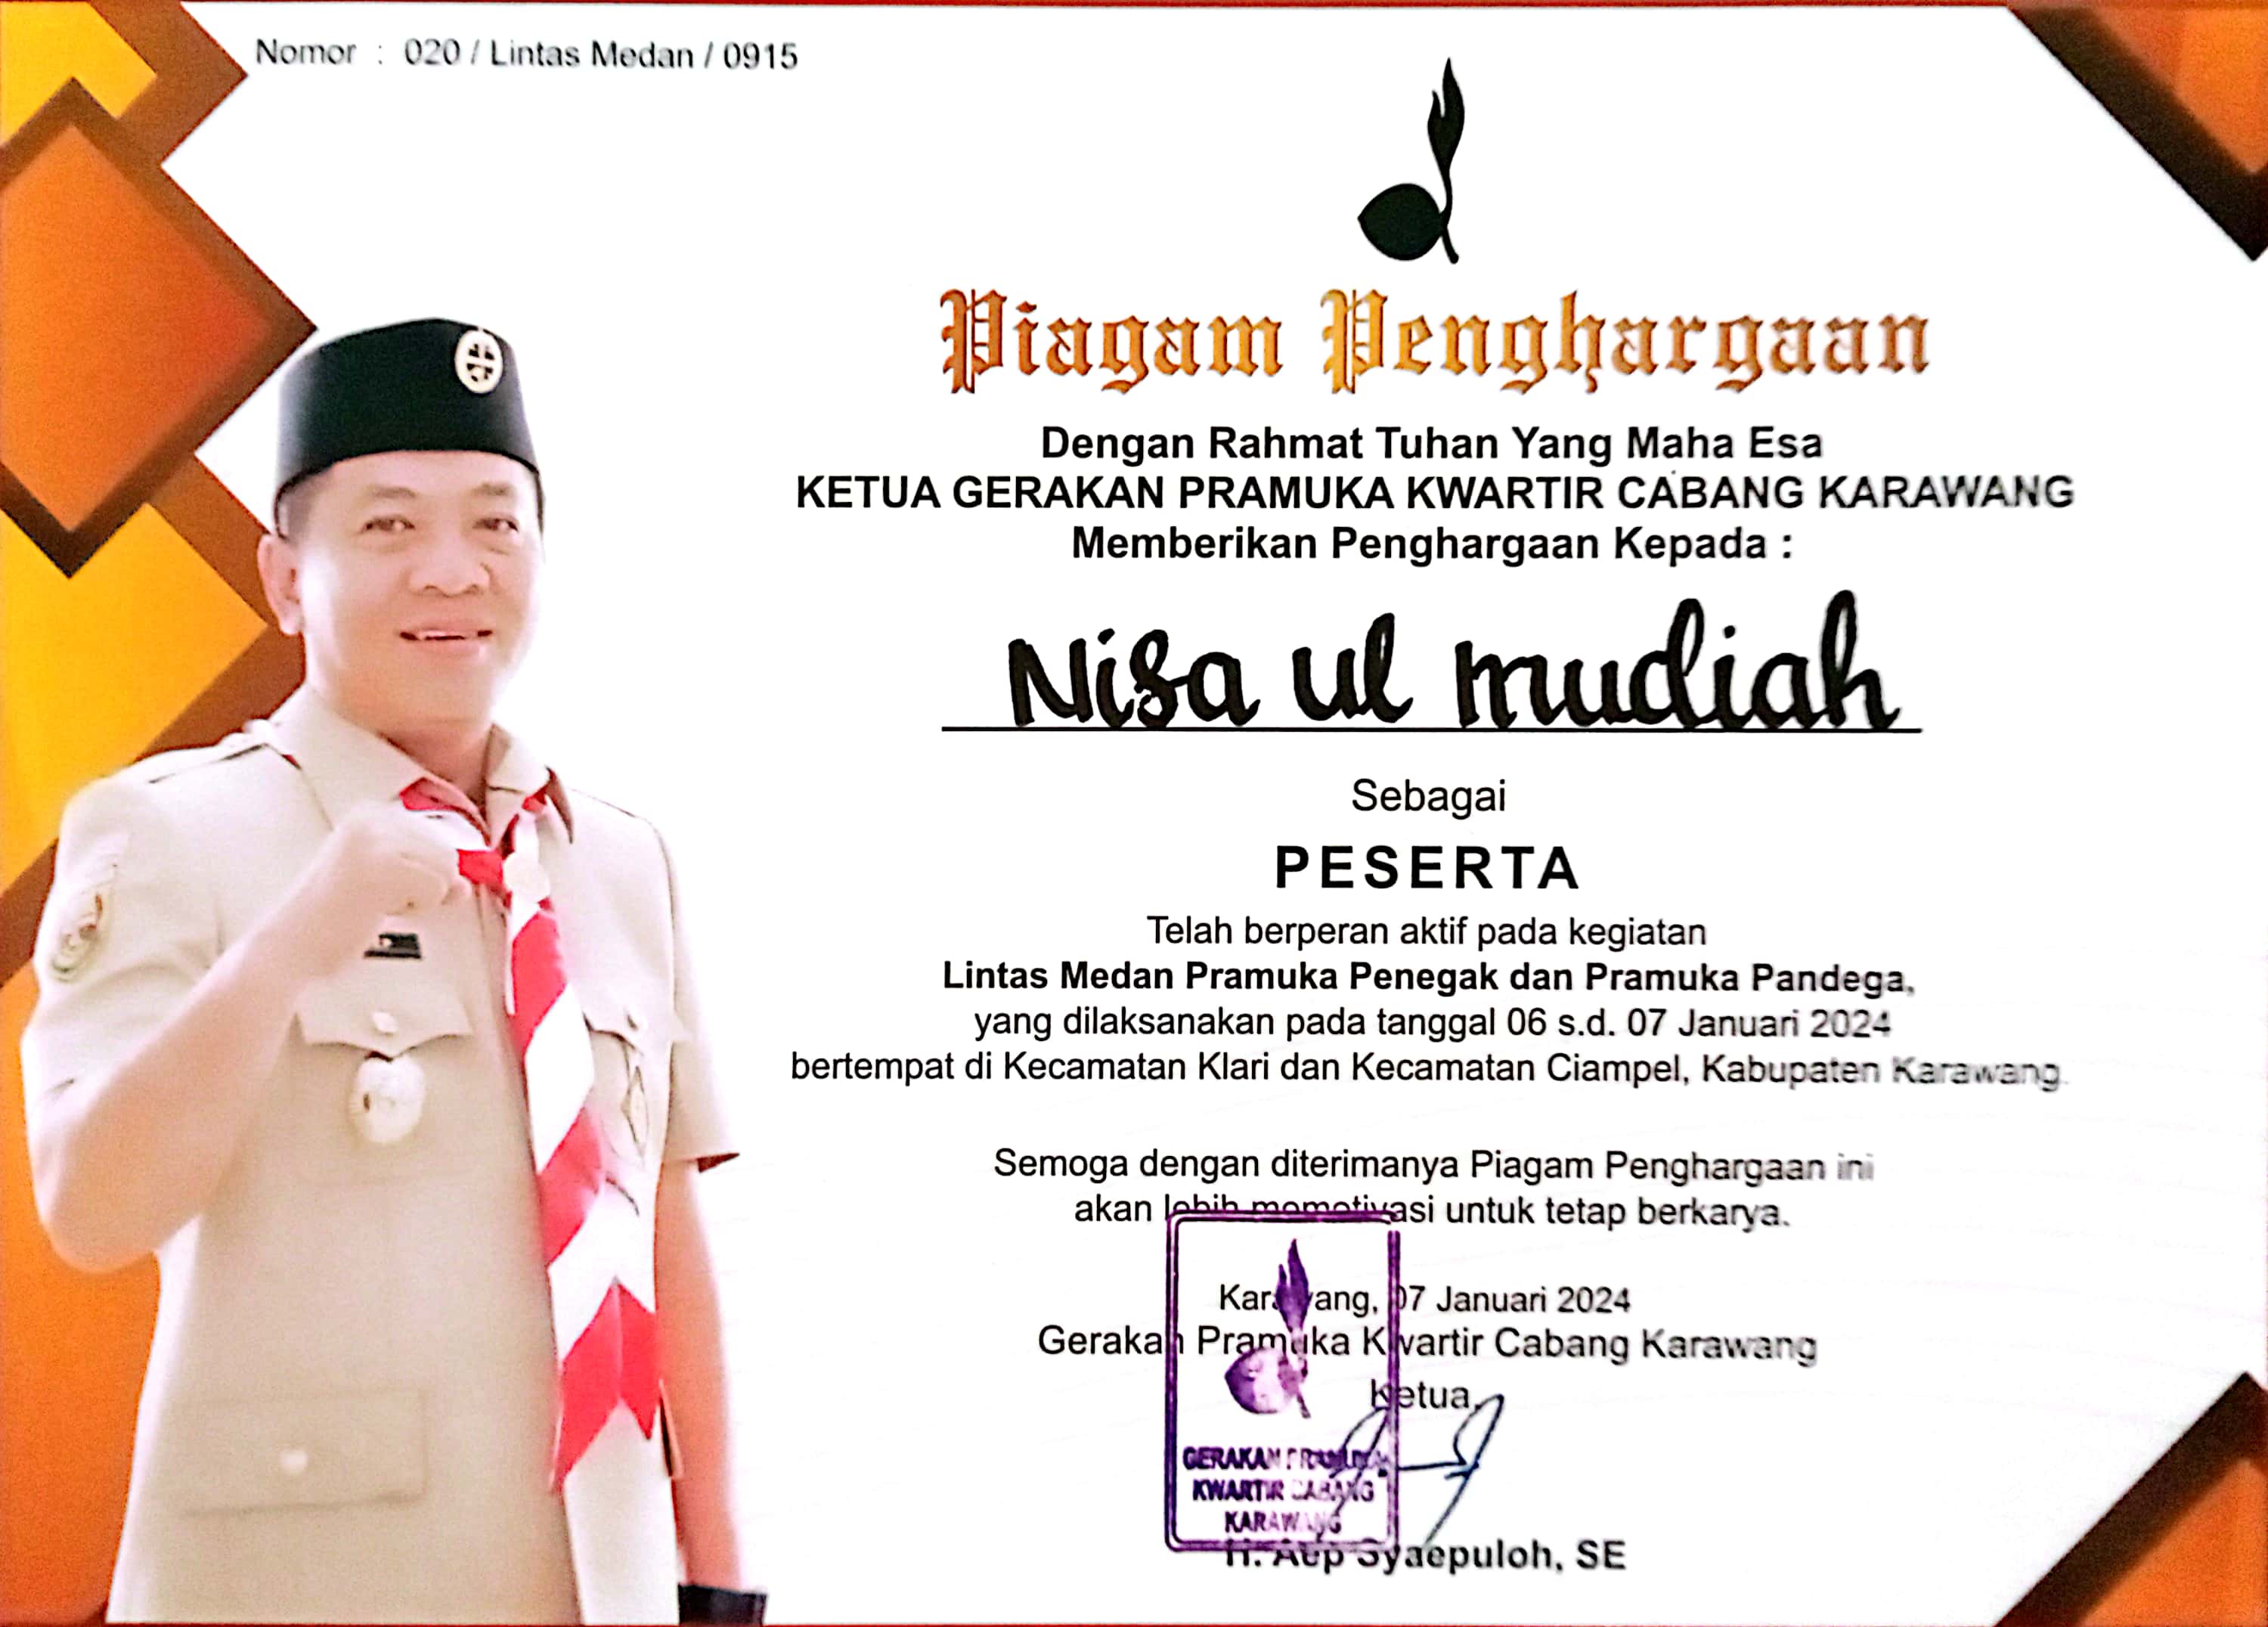 Nomor : 020 / Lintas Medan / 0915
Piagam Penghargaan
Dengan Rahmat Tuhan Yang Maha Esa
KETUA GERAKAN PRAMUKA KWARTIR CABANG KARAWANG
Memberikan Penghargaan Kepada :
Nisa ul mudiah
Sebagai
PESERTA
Telah berperan aktif pada kegiatan
Lintas Medan Pramuka Penegak dan Pramuka Pandega,
yang dilaksanakan pada tanggal 06 s.d. 07 Januari 2024
bertempat di Kecamatan Klari dan Kecamatan Ciampel, Kabupaten Karawang.
Semoga dengan diterimanya Piagam Penghargaan ini
akan lebih memotivasi untuk tetap berkarya.
Karawang, 07 Januari 2024
Gerakan Pramuka Kwartir Cabang Karawang
Ketua,
GERAKAN PRAMUKA
KWARTIR CABANG
KARAWANG
H. Aep Syaepuloh, SE